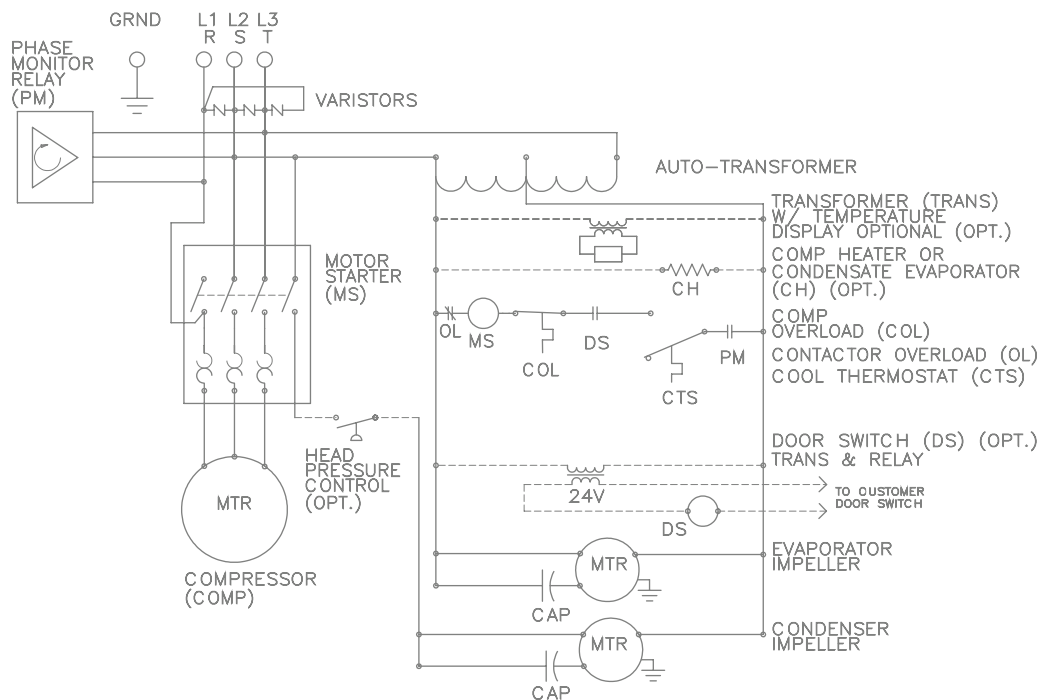 GRND
L1 L2 L3
R S T
PHASE
MONITOR
RELAY
(PM)
VARISTORS
AUTO-TRANSFORMER
TRANSFORMER (TRANS)
W/ TEMPERATURE
DISPLAY OPTIONAL (OPT.)
MOTOR
STARTER
(MS)
COMP HEATER OR
CONDENSATE EVAPORATOR
(CH) (OPT.)
CH
COMP
OVERLOAD (COL)
OL
MS
COL
DS
PM
CTS
CONTACTOR OVERLOAD (OL)
COOL THERMOSTAT (CTS)
HEAD
PRESSURE
CONTROL
(OPT.)
DOOR SWITCH (DS) (OPT.)
TRANS & RELAY
24V
TO CUSTOMER
DOOR SWITCH
DS
MTR
COMPRESSOR
(COMP)
MTR
EVAPORATOR
IMPELLER
CAP
MTR
CONDENSER
IMPELLER
CAP